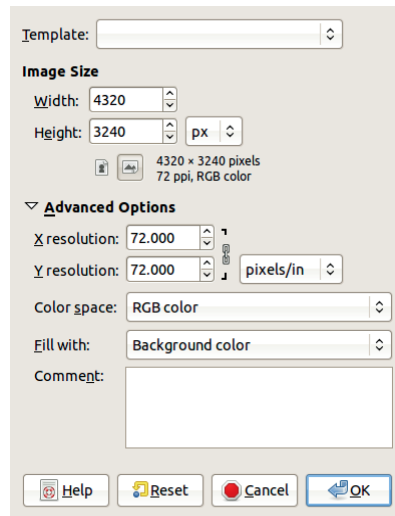 Template:
Image Size
Width: 4320
Height: 3240 px
4320 × 3240 pixels
72 ppi, RGB color
Advanced Options
X resolution: 72.000
Y resolution: 72.000 pixels/in
Color space: RGB color
Fill with: Background color
Comment:
Help Reset Cancel OK